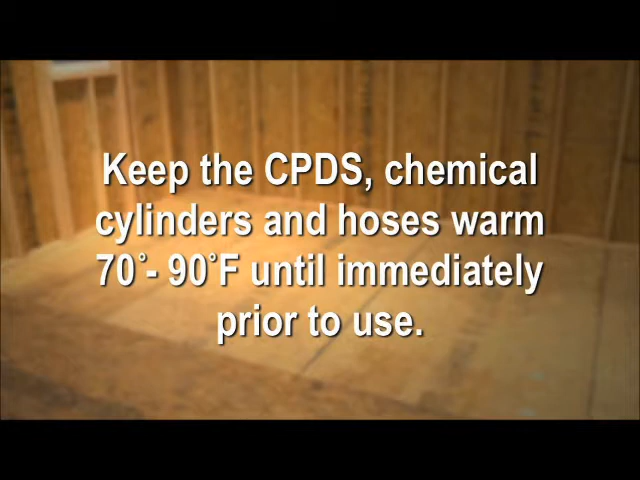 Keep the CPDS, chemical
cylinders and hoses warm
70˚- 90˚F until immediately
prior to use.